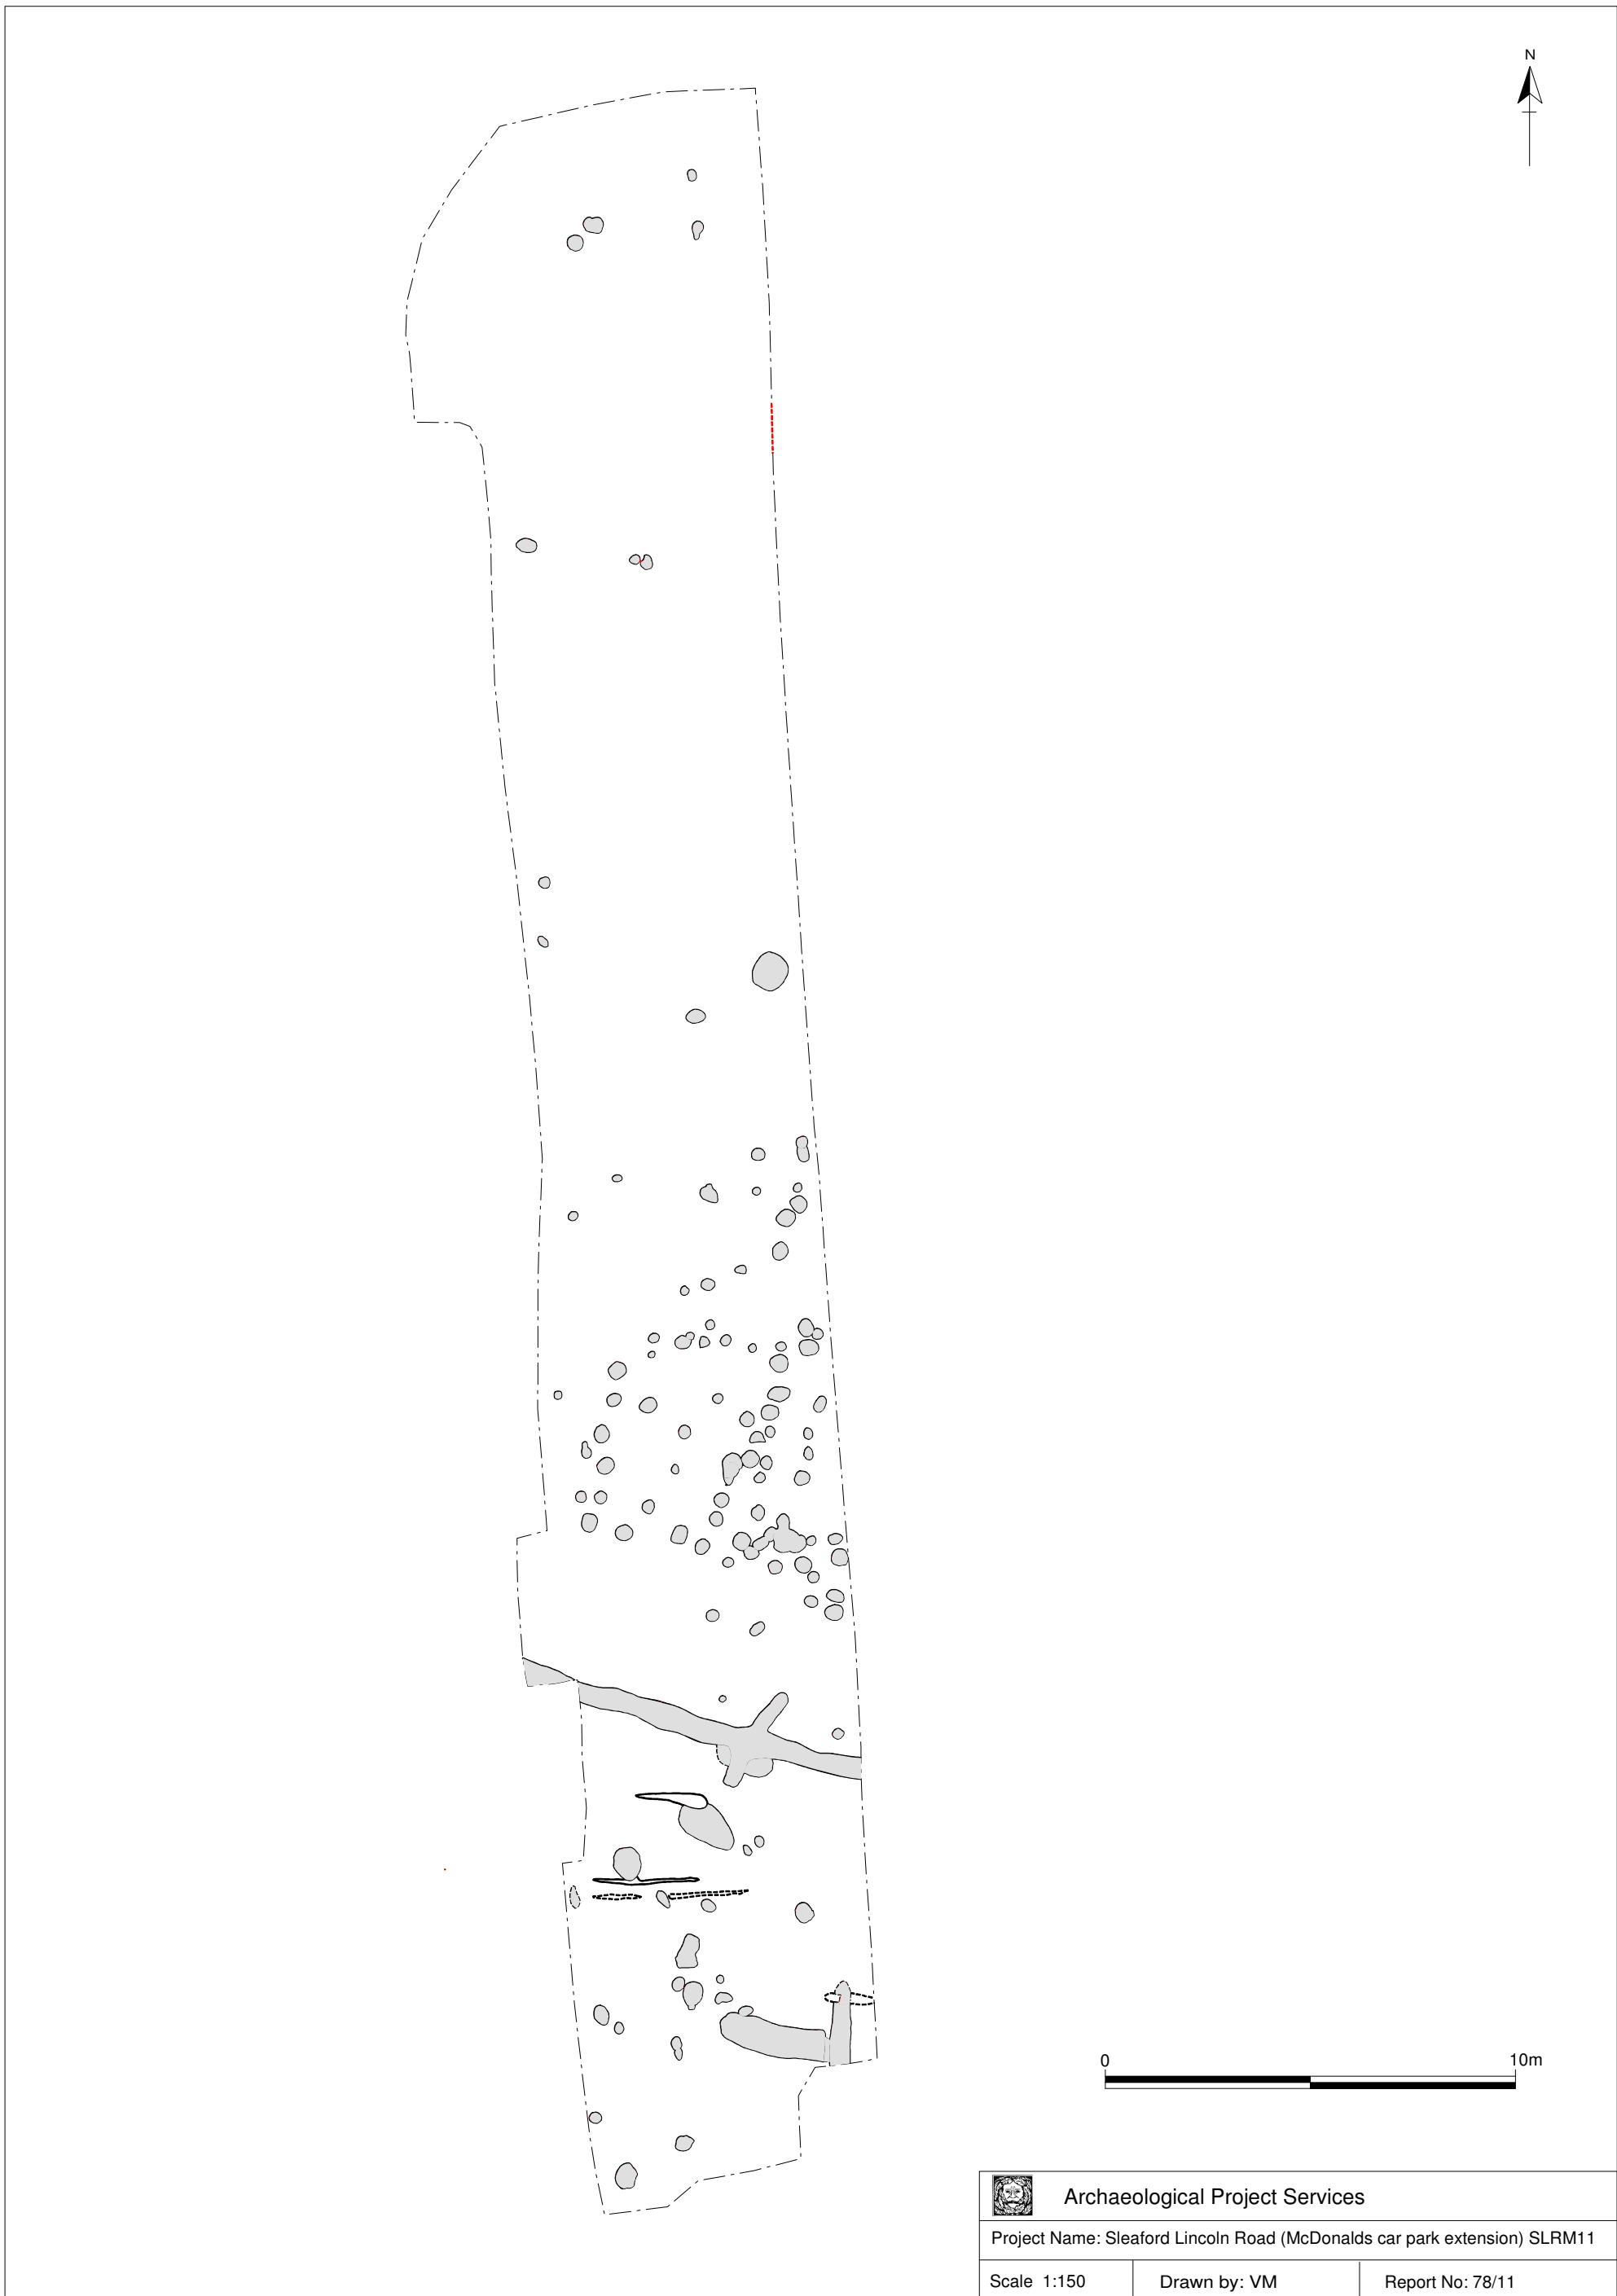 N
0 10m
Archaeological Project Services
Project Name: Sleaford Lincoln Road (McDonalds car park extension) SLRM11
Scale 1:150 Drawn by: VM Report No: 78/11